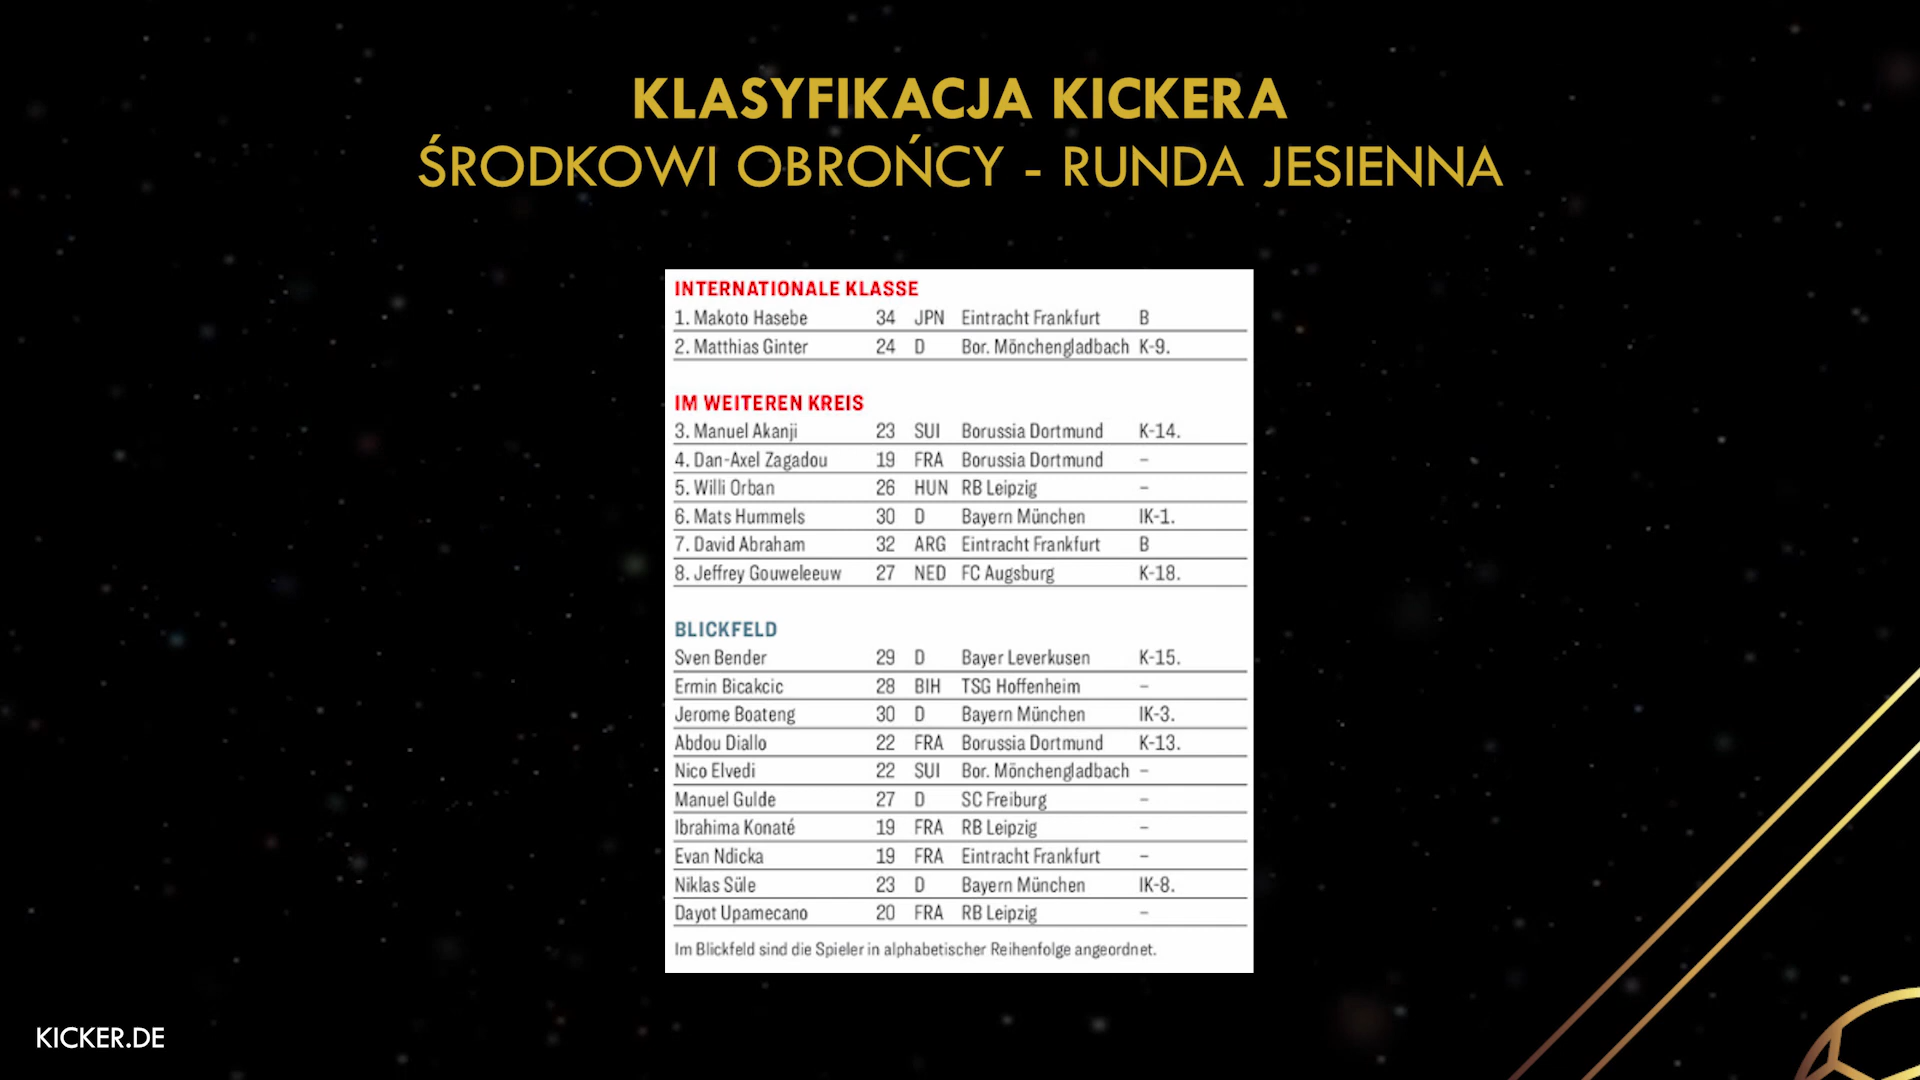 KLASYFIKACJA KICKERA
ŚRODKOWI OBROŃCY - RUNDA JESIENNA
INTERNATIONALE KLASSE
1. Makoto Hasebe 34 JPN Eintracht Frankfurt B
2. Matthias Ginter 24 D Bor. Mönchengladbach K-9.
IM WEITEREN KREIS
3. Manuel Akanji 23 SUI Borussia Dortmund K-14.
4. Dan-Axel Zagadou 19 FRA Borussia Dortmund –
5. Willi Orban 26 HUN RB Leipzig –
6. Mats Hummels 30 D Bayern München IK-1.
7. David Abraham 32 ARG Eintracht Frankfurt B
8. Jeffrey Gouweleeuw 27 NED FC Augsburg K-18.
BLICKFELD
Sven Bender 29 D Bayer Leverkusen K-15.
Ermin Bicakcic 28 BIH TSG Hoffenheim –
Jerome Boateng 30 D Bayern München IK-3.
Abdou Diallo 22 FRA Borussia Dortmund K-13.
Nico Elvedi 22 SUI Bor. Mönchengladbach –
Manuel Gulde 27 D SC Freiburg –
Ibrahima Konaté 19 FRA RB Leipzig –
Evan Ndicka 19 FRA Eintracht Frankfurt –
Niklas Süle 23 D Bayern München IK-8.
Dayot Upamecano 20 FRA RB Leipzig –
Im Blickfeld sind die Spieler in alphabetischer Reihenfolge angeordnet.
KICKER.DE